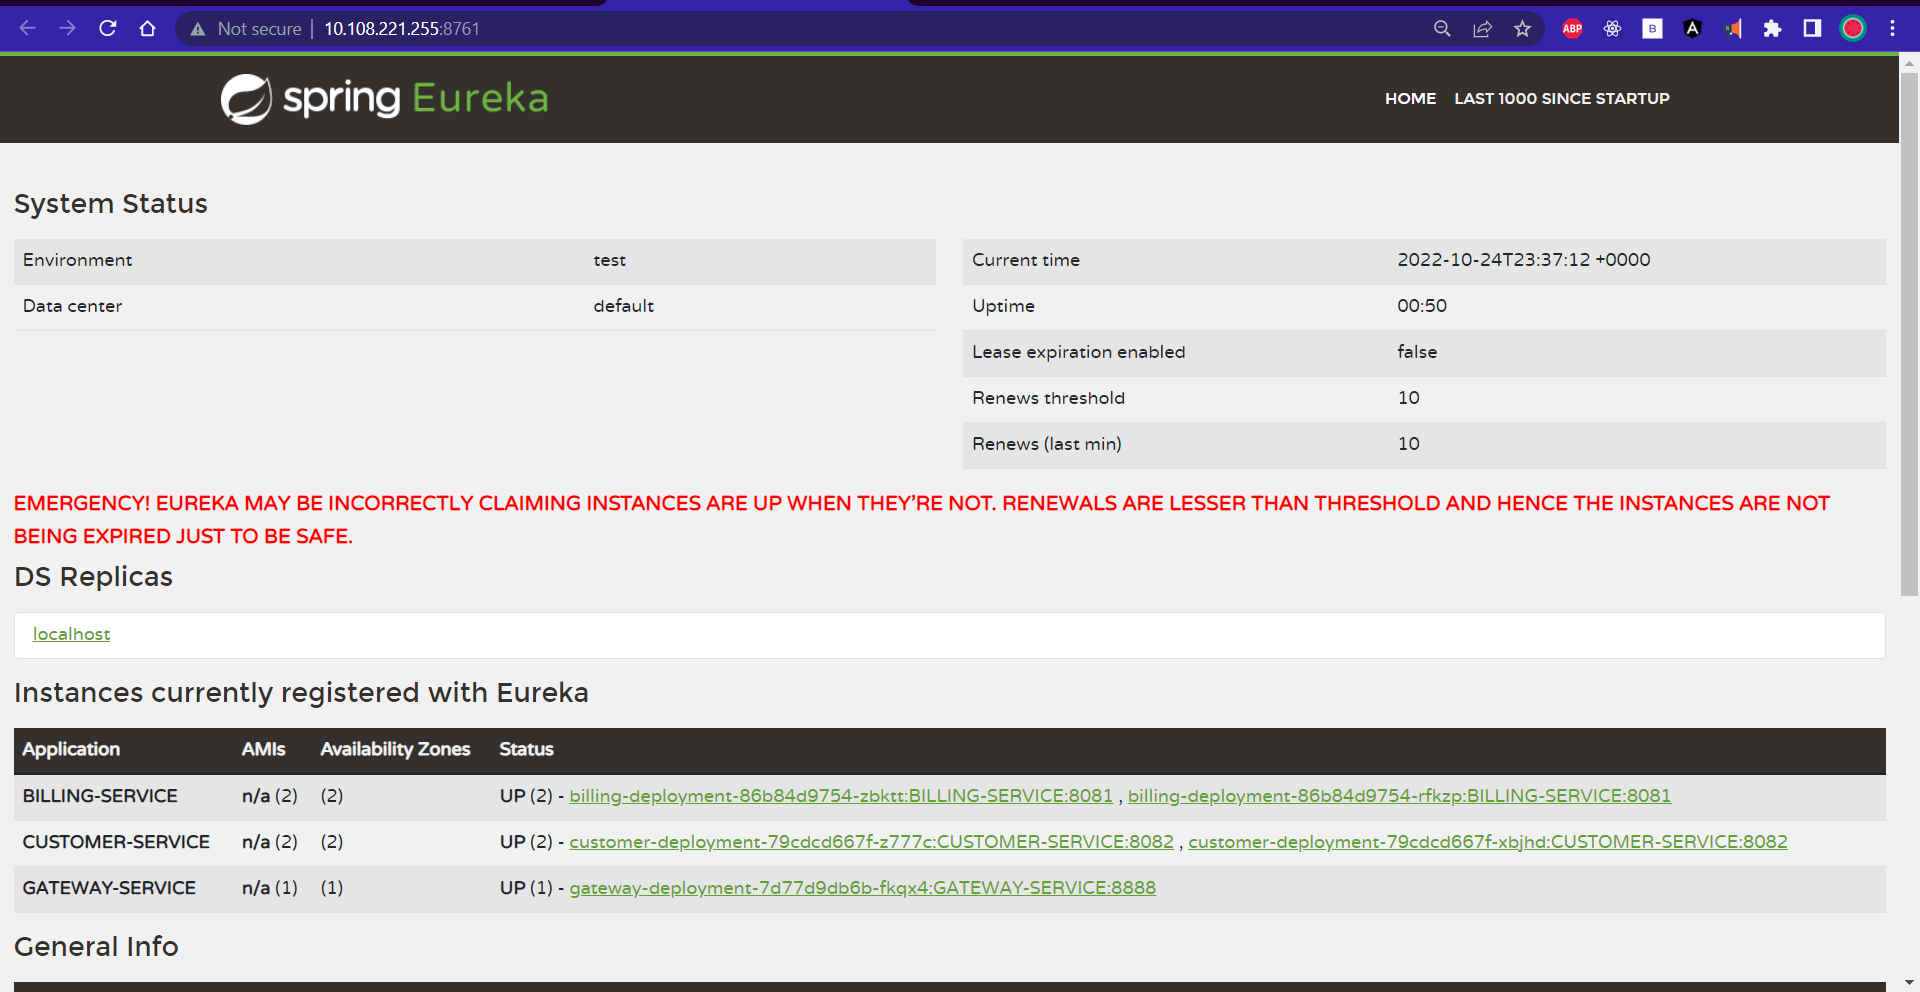 Not secure | 10.108.221.255:8761
ABP
B
A
spring Eureka
HOME LAST 1000 SINCE STARTUP
System Status
Environment test
Data center default
Current time 2022-10-24T23:37:12 +0000
Uptime 00:50
Lease expiration enabled false
Renews threshold 10
Renews (last min) 10
EMERGENCY! EUREKA MAY BE INCORRECTLY CLAIMING INSTANCES ARE UP WHEN THEY'RE NOT. RENEWALS ARE LESSER THAN THRESHOLD AND HENCE THE INSTANCES ARE NOT
BEING EXPIRED JUST TO BE SAFE.
DS Replicas
localhost
Instances currently registered with Eureka
Application AMIs Availability Zones Status
BILLING-SERVICE n/a (2) (2) UP (2) - billing-deployment-86b84d9754-zbktt:BILLING-SERVICE:8081 , billing-deployment-86b84d9754-rfkzp:BILLING-SERVICE:8081
CUSTOMER-SERVICE n/a (2) (2) UP (2) - customer-deployment-79cdcd667f-z777c:CUSTOMER-SERVICE:8082 , customer-deployment-79cdcd667f-xbjhd:CUSTOMER-SERVICE:8082
GATEWAY-SERVICE n/a (1) (1) UP (1) - gateway-deployment-7d77d9db6b-fkqx4:GATEWAY-SERVICE:8888
General Info